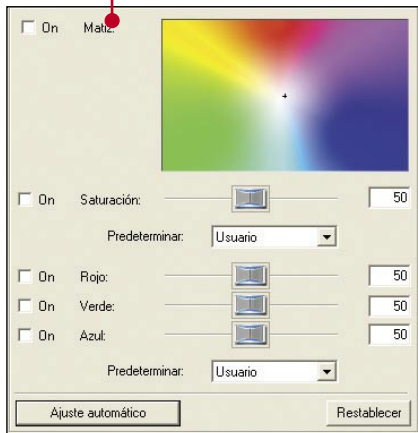 On Matiz:
On Saturación: 50
Predeterminar: Usuario
On Rojo: 50
On Verde: 50
On Azul: 50
Predeterminar: Usuario
Ajuste automático Restablecer